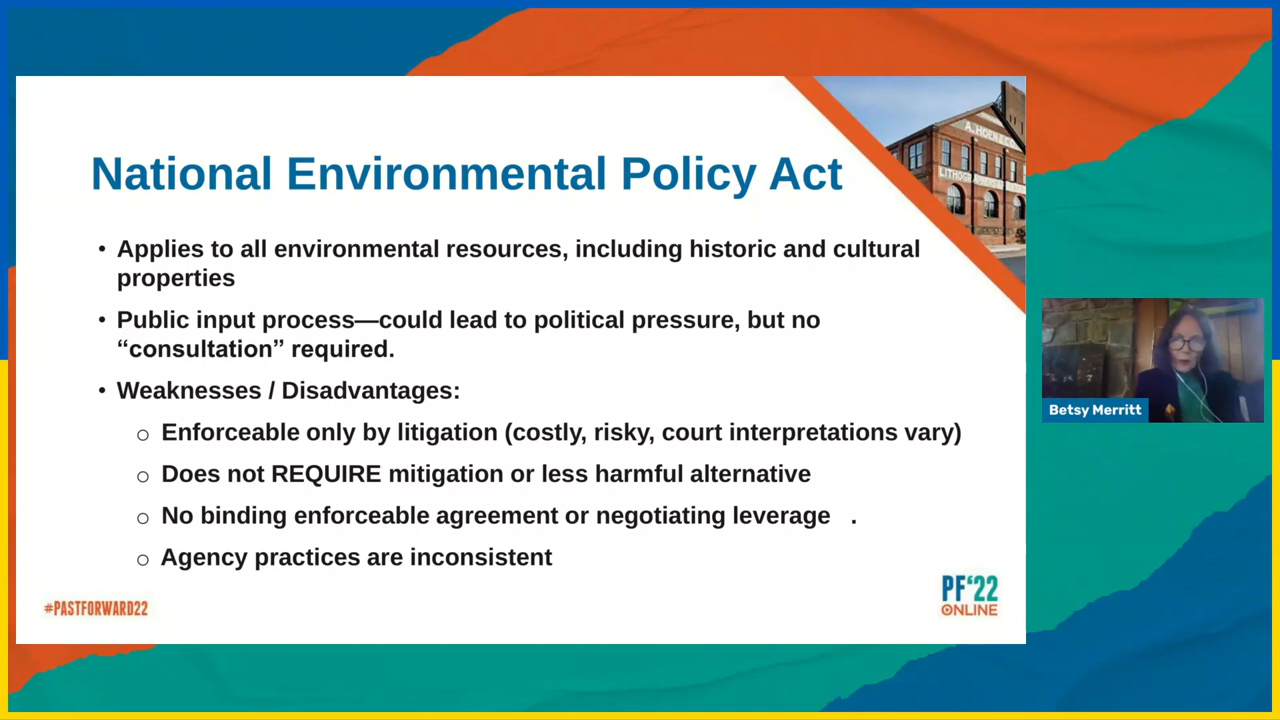 A. HOEN & CO.
LITHOGRAPHERS
National Environmental Policy Act
• Applies to all environmental resources, including historic and cultural
properties
• Public input process—could lead to political pressure, but no
“consultation” required.
• Weaknesses / Disadvantages:
○ Enforceable only by litigation (costly, risky, court interpretations vary)
○ Does not REQUIRE mitigation or less harmful alternative
○ No binding enforceable agreement or negotiating leverage .
○ Agency practices are inconsistent
#PASTFORWARD22
PF‘22
ONLINE
Betsy Merritt